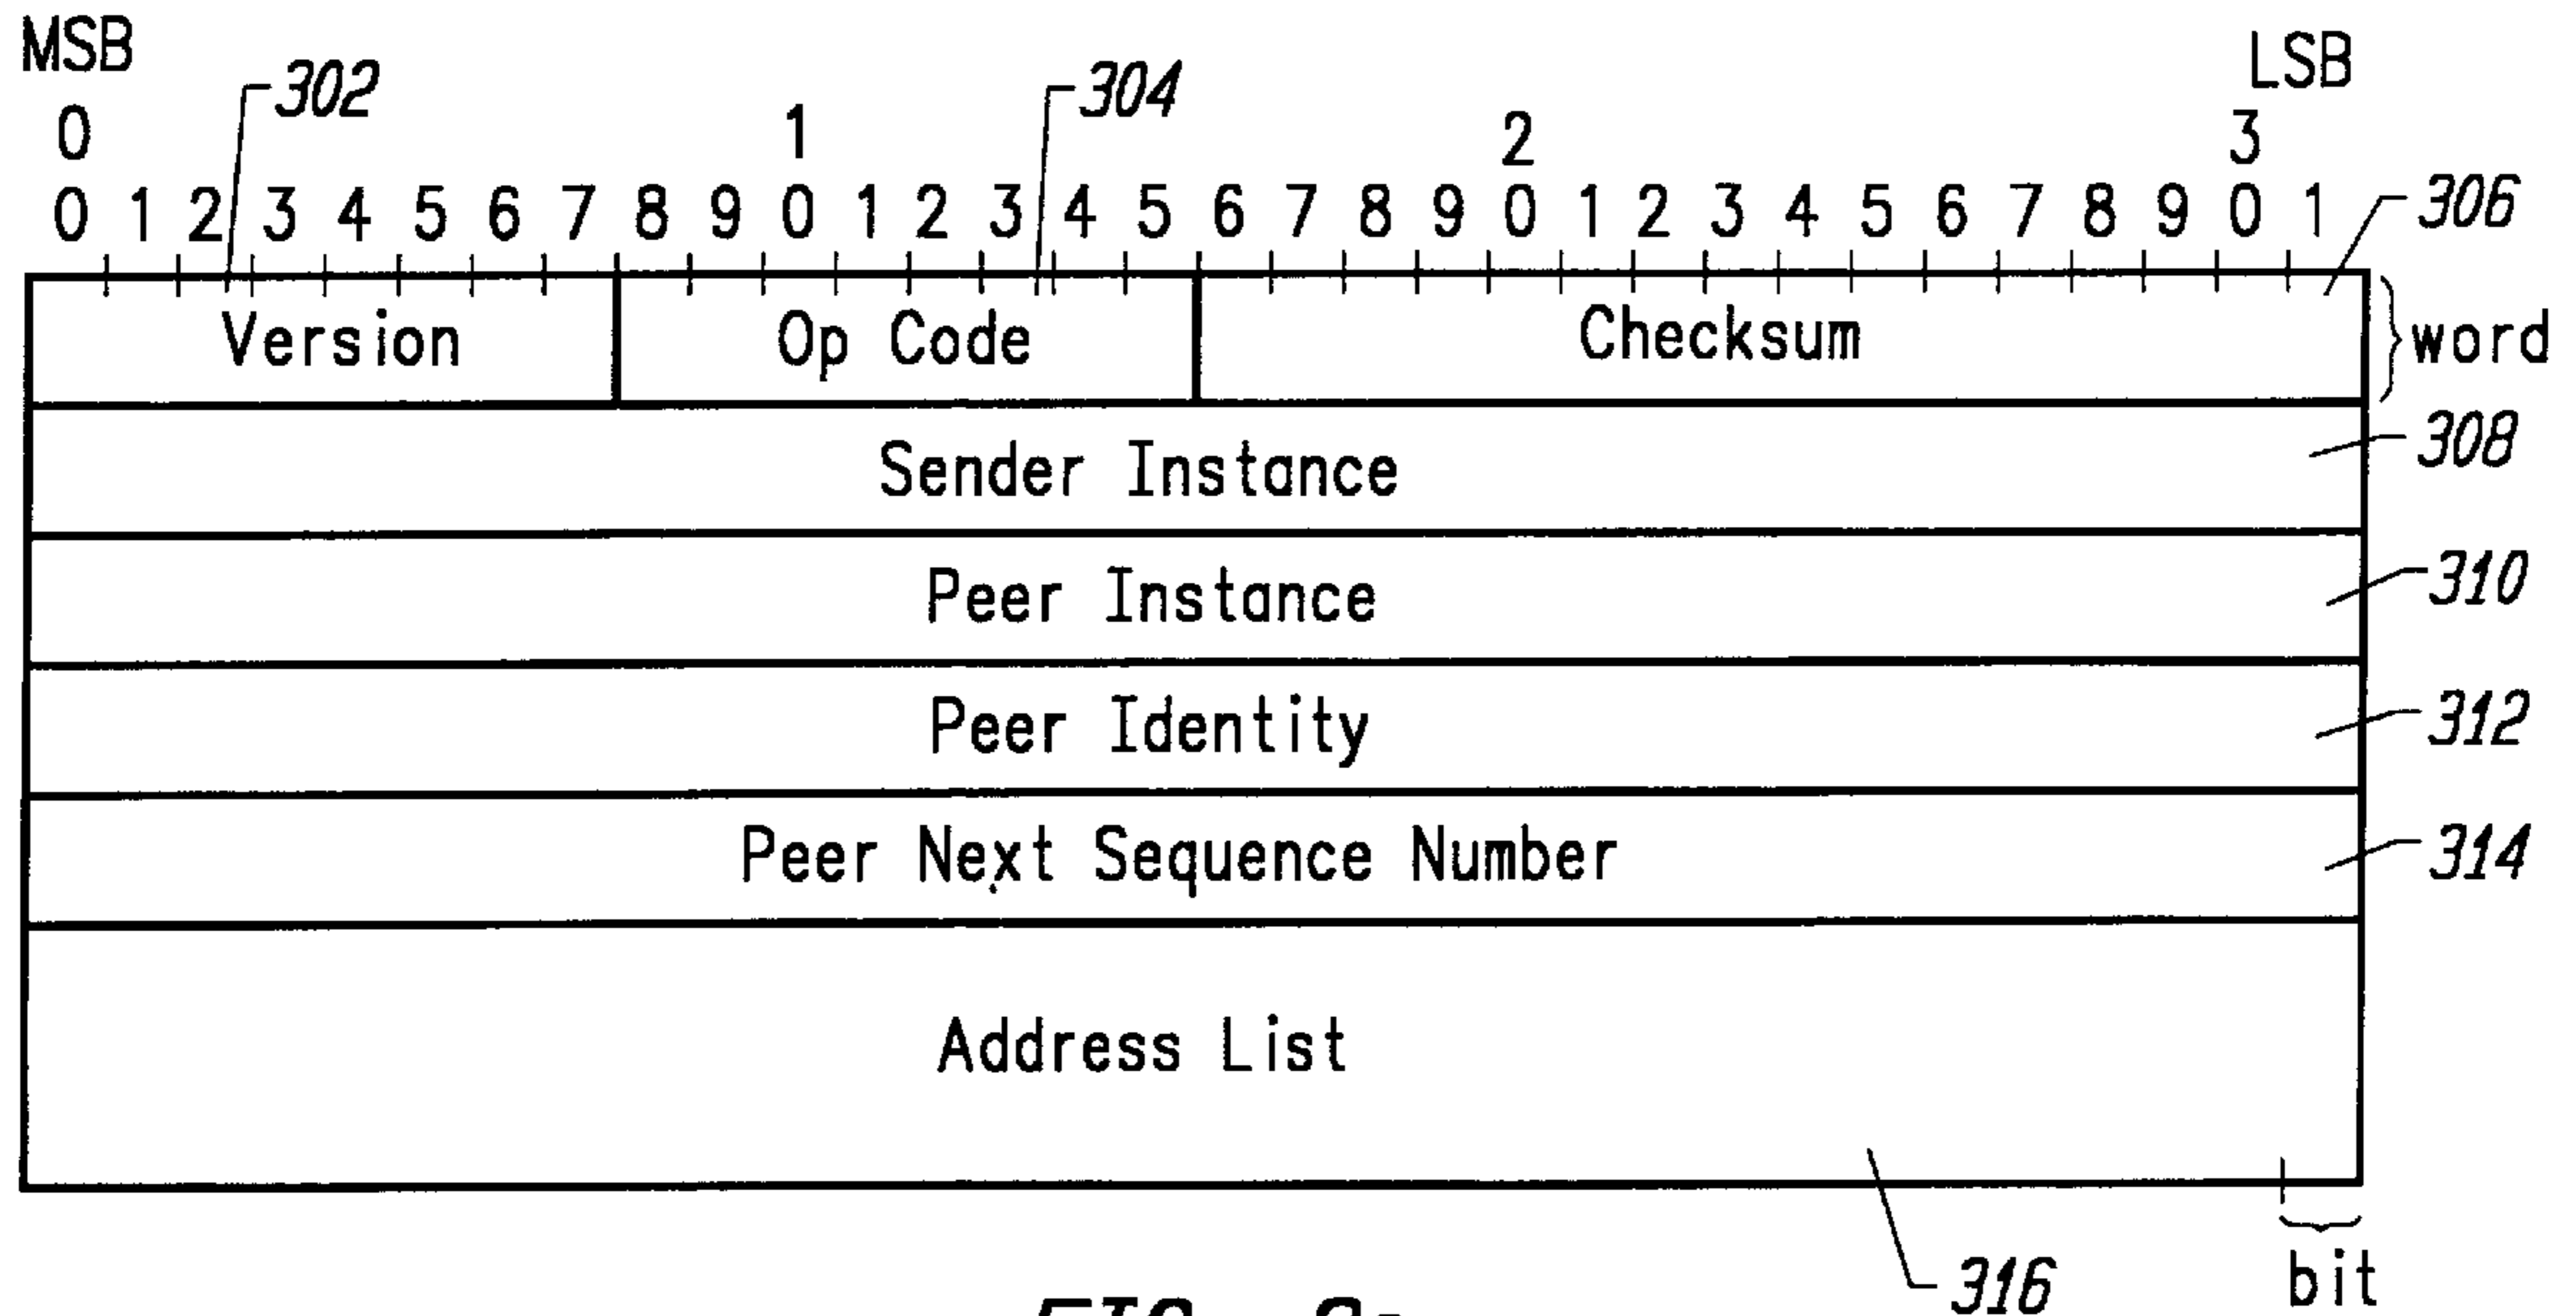 MSB LSB
302 304
0 1 2 3
0 1 2 3 4 5 6 7 8 9 0 1 2 3 4 5 6 7 8 9 0 1 2 3 4 5 6 7 8 9 0 1 306
Version Op Code Checksum word
Sender Instance 308
Peer Instance 310
Peer Identity 312
Peer Next Sequence Number 314
Address List
316 bit